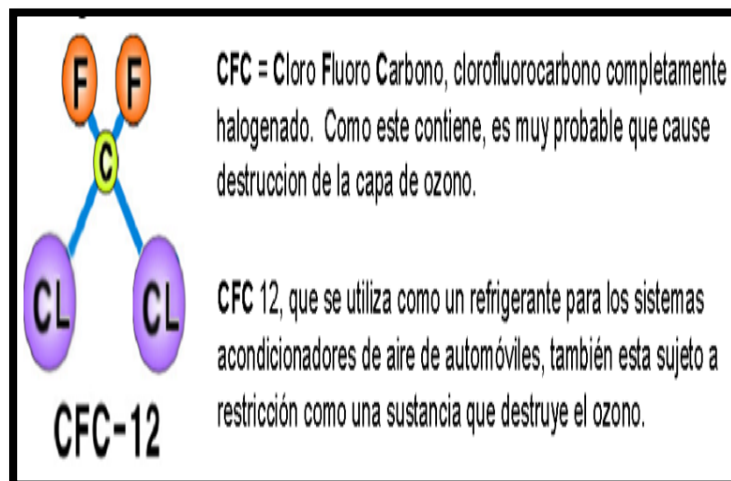 F F
C
CL CL
CFC-12
CFC = Cloro Fluoro Carbono, clorofluorocarbono completamente
halogenado. Como este contiene, es muy probable que cause
destruccion de la capa de ozono.
CFC 12, que se utiliza como un refrigerante para los sistemas
acondicionadores de aire de automóviles, también esta sujeto a
restricción como una sustancia que destruye el ozono.